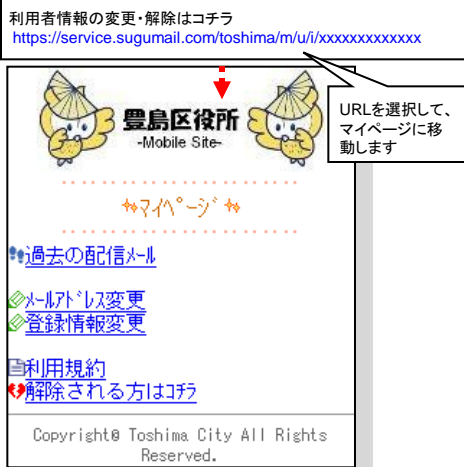 利用者情報の変更・解除はコチラ
https://service.sugumail.com/toshima/m/u/i/xxxxxxxxxxxxx
URLを選択して、
マイページに移
動します
豊島区役所
-Mobile Site-
ﾏｲﾍﾟｰｼﾞ
過去の配信ﾒｰﾙ
ﾒｰﾙｱﾄﾞﾚｽ変更
登録情報変更
利用規約
解除される方はｺﾁﾗ
Copyright@ Toshima City All Rights
Reserved.